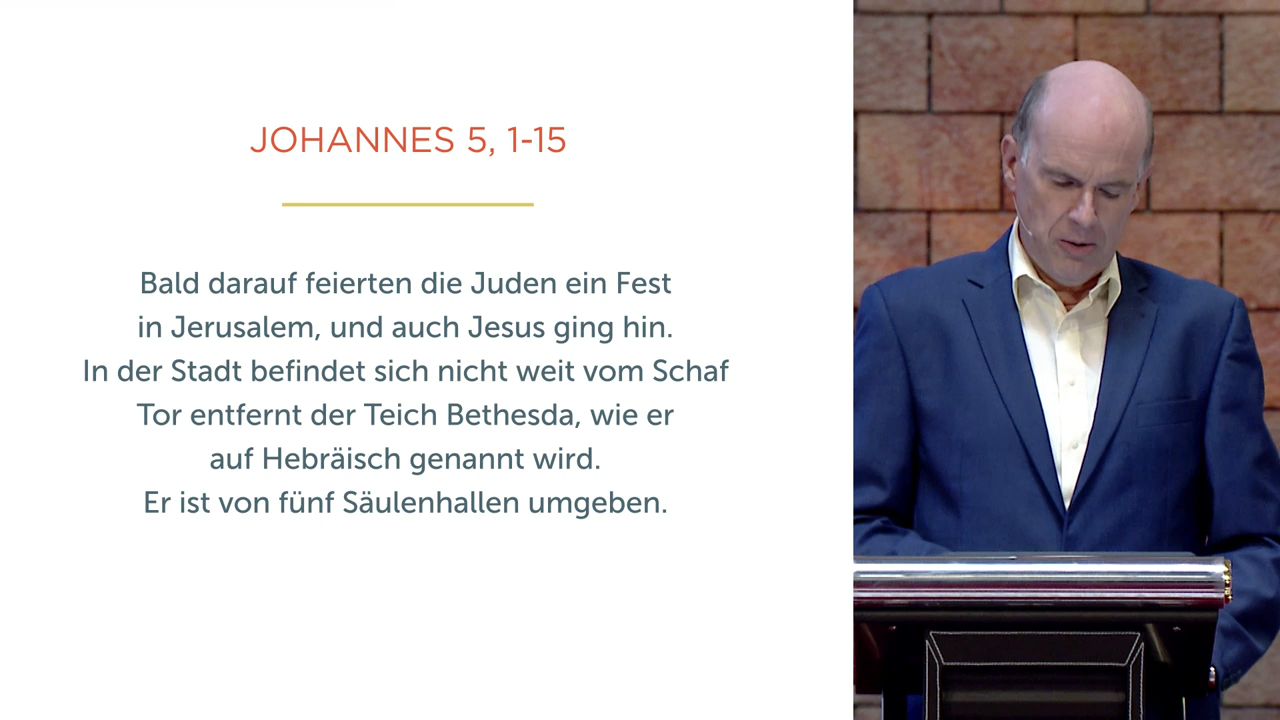 JOHANNES 5, 1-15
Bald darauf feierten die Juden ein Fest
in Jerusalem, und auch Jesus ging hin.
In der Stadt befindet sich nicht weit vom Schaf
Tor entfernt der Teich Bethesda, wie er
auf Hebräisch genannt wird.
Er ist von fünf Säulenhallen umgeben.